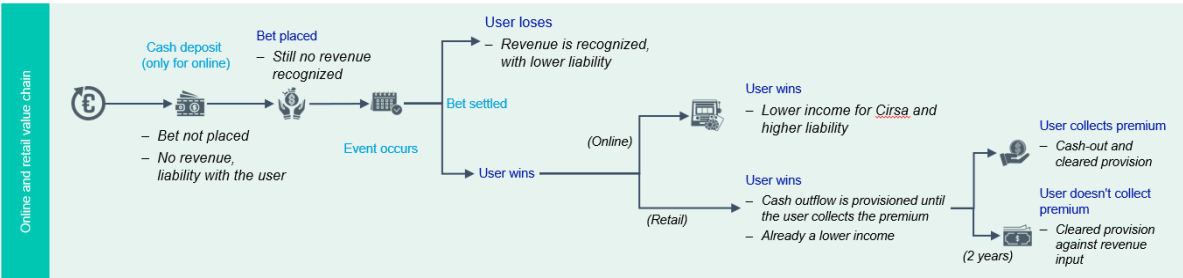 Online and retail value chain
Cash deposit
(only for online)
– Bet not placed
– No revenue,
liability with the user
Bet placed
– Still no revenue
recognized
Event occurs
Bet settled
User loses
– Revenue is recognized,
with lower liability
User wins
(Online)
User wins
– Lower income for Cirsa and
higher liability
(Retail)
User wins
– Cash outflow is provisioned until
the user collects the premium
– Already a lower income
User collects premium
– Cash-out and
cleared provision
(2 years)
User doesn't collect
premium
– Cleared provision
against revenue
input